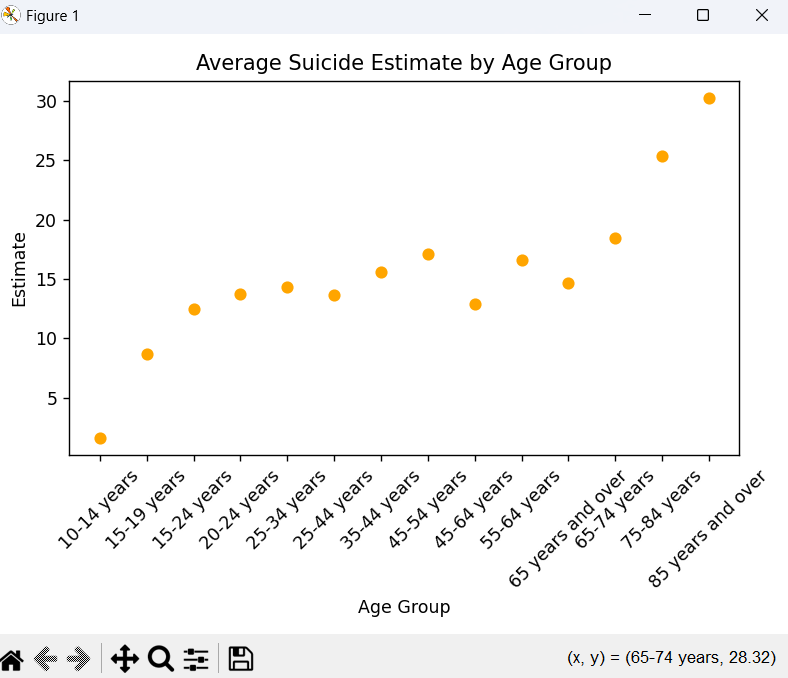 Figure 1
Average Suicide Estimate by Age Group
30
25
20
15
10
5
Estimate
10-14 years
15-19 years
15-24 years
20-24 years
25-34 years
25-44 years
35-44 years
45-54 years
45-64 years
55-64 years
65 years and over
65-74 years
75-84 years
85 years and over
Age Group
(x, y) = (65-74 years, 28.32)